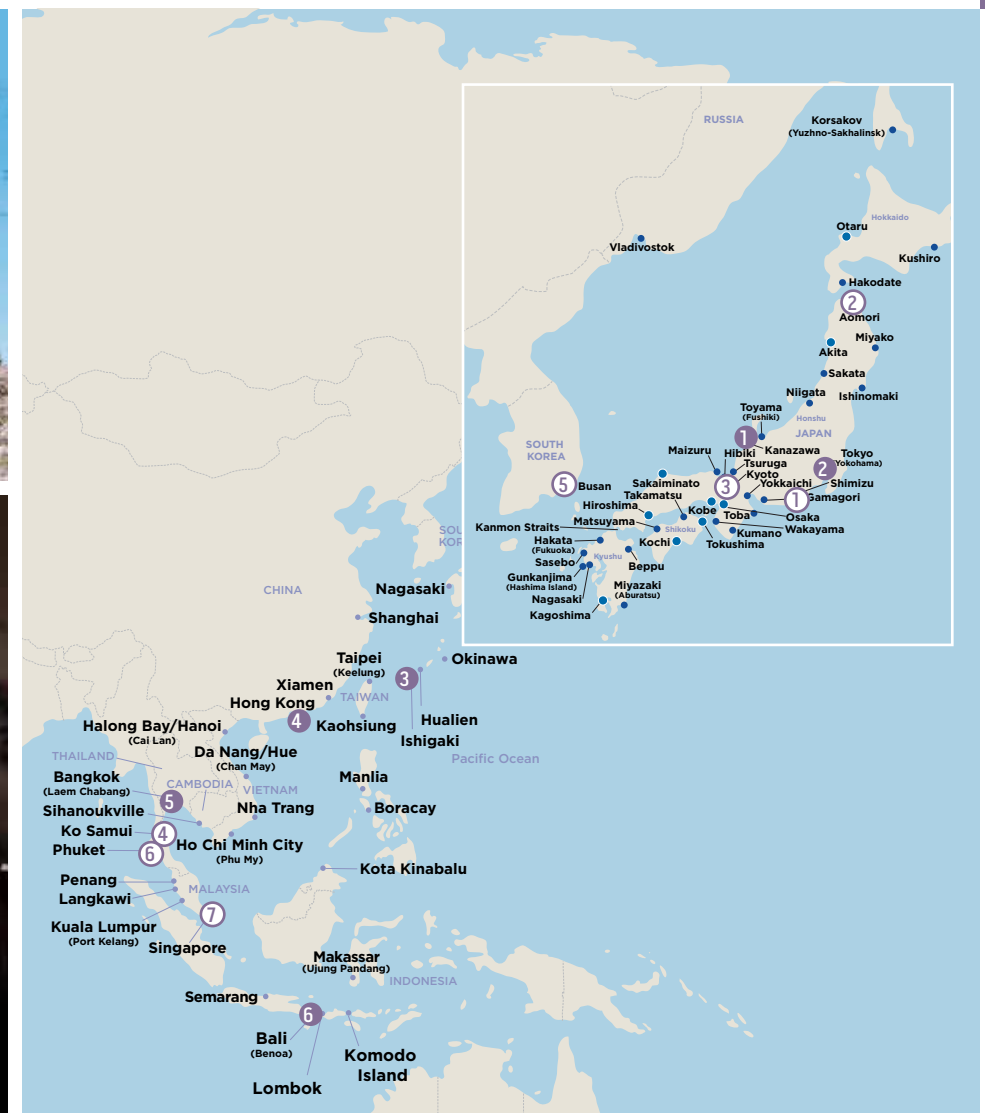 RUSSIA
Korsakov
(Yuzhno-Sakhalinsk)
Hokkaido
Otaru
Vladivostok
Kushiro
Hakodate
2
Aomori
Miyako
Akita
Sakata
Niigata
Ishinomaki
Toyama
(Fushiki)
Honshu
1
JAPAN
SOUTH
KOREA
Maizuru
Hibiki
Kanazawa
Tokyo
(Yokohama)
2
Tsuruga
Kyoto
5
Busan
Sakaiminato
3
Yokkaichi
1
Shimizu
Gamagori
Takamatsu
Hiroshima
Kobe
Toba
Osaka
Matsuyama
Shikoku
Wakayama
Kanmon Straits
Kumano
Hakata
(Fukuoka)
Kochi
Tokushima
Kyushu
Sasebo
Beppu
Gunkanjima
(Hashima Island)
Miyazaki
(Aburatsu)
Nagasaki
Kagoshima
SOU
KOR
CHINA
Nagasaki
Shanghai
Taipei
(Keelung)
Okinawa
3
Xiamen
TAIWAN
Hong Kong
4
Kaohsiung
Hualien
Halong Bay/Hanoi
(Cai Lan)
Ishigaki
Da Nang/Hue
(Chan May)
Pacific Ocean
THAILAND
Bangkok
(Laem Chabang)
CAMBODIA
VIETNAM
Manlia
5
Sihanoukville
Nha Trang
Boracay
Ko Samui
4
Phuket
6
Ho Chi Minh City
(Phu My)
Kota Kinabalu
Penang
MALAYSIA
Langkawi
7
Kuala Lumpur
(Port Kelang)
Singapore
Makassar
(Ujung Pandang)
INDONESIA
Semarang
6
Bali
(Benoa)
Komodo
Island
Lombok